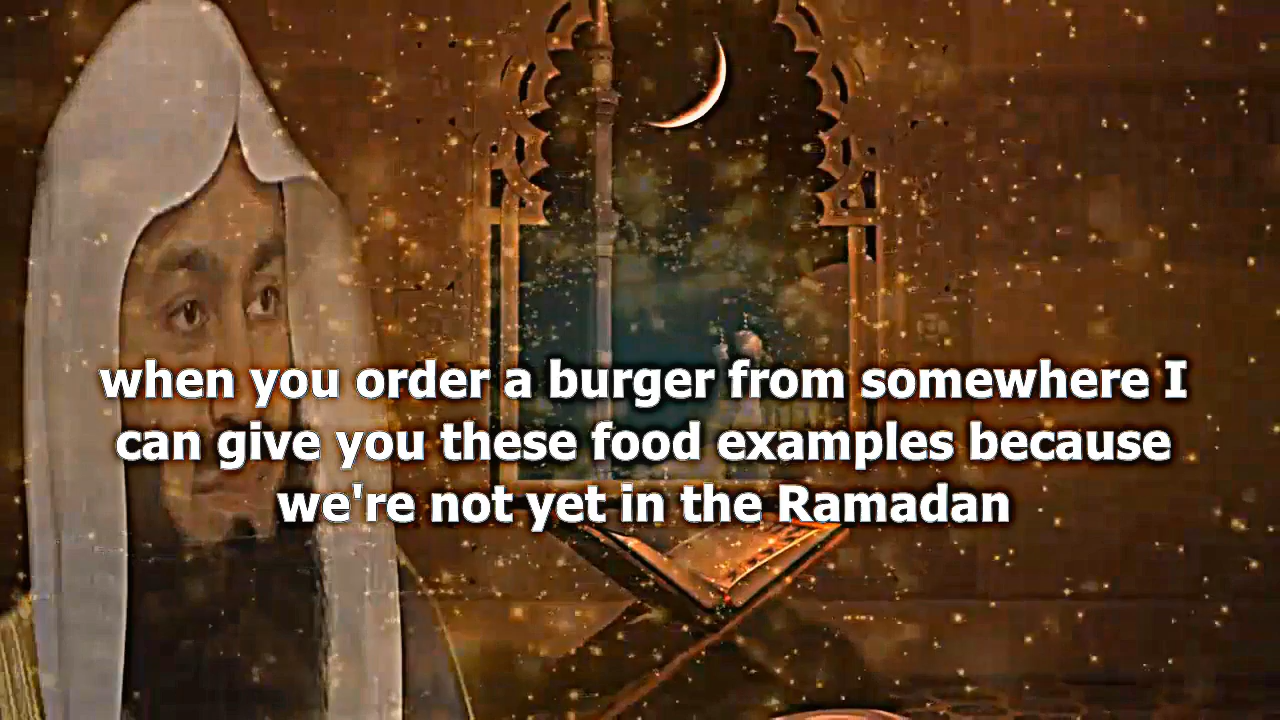 when you order a burger from somewhere I
can give you these food examples because
we're not yet in the Ramadan